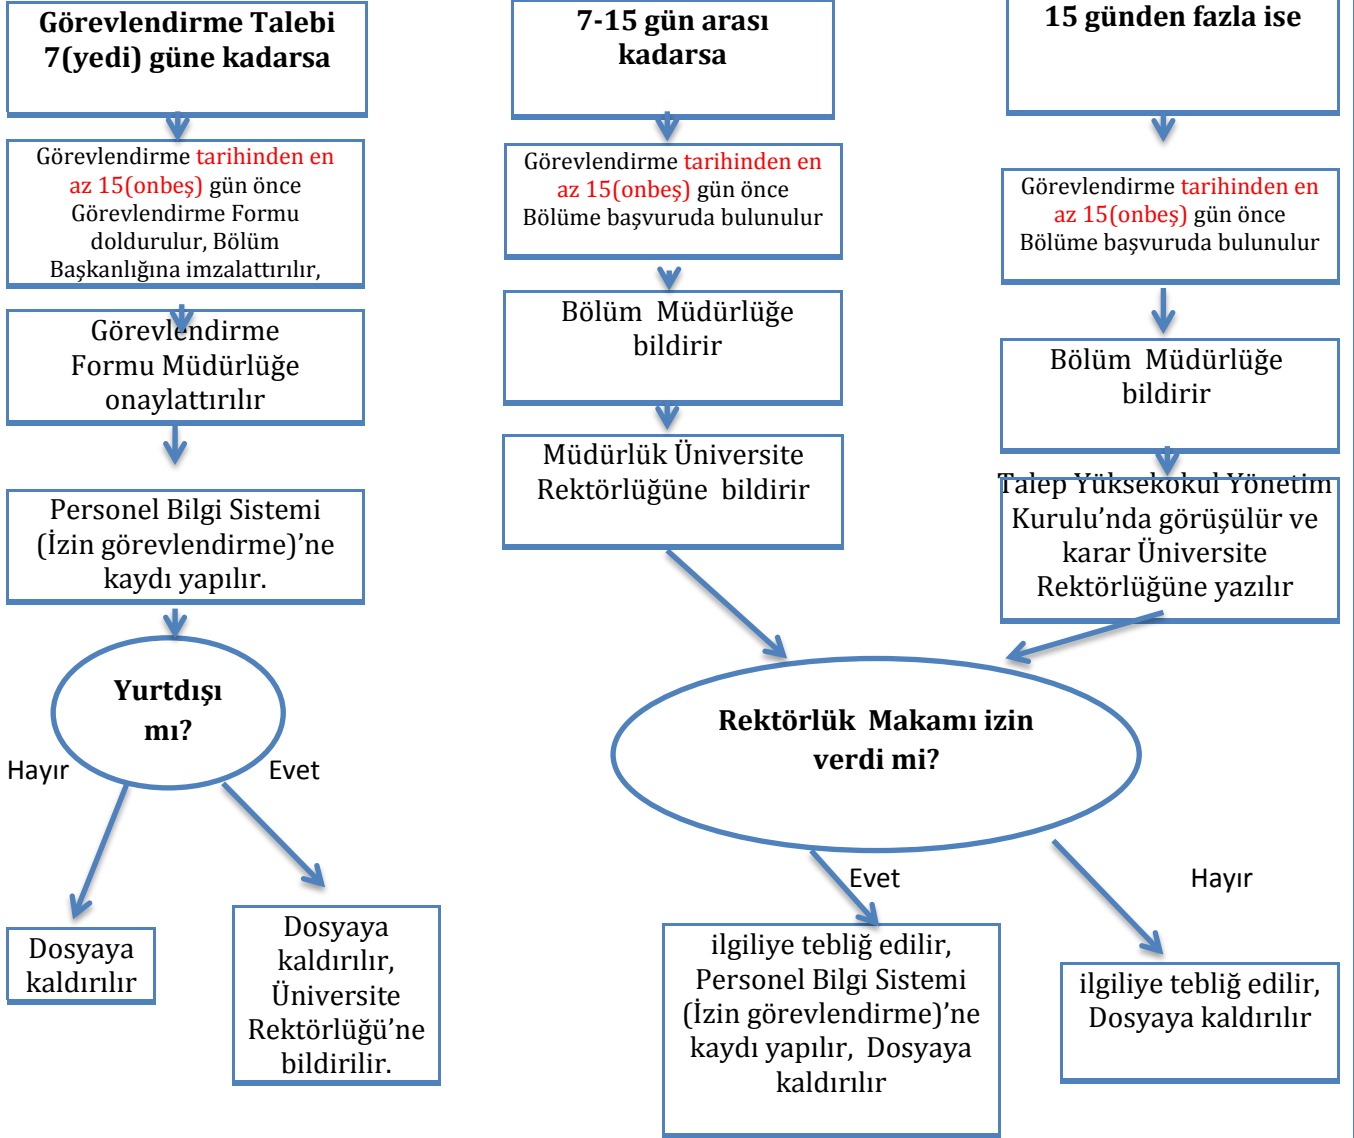 Görevlendirme Talebi
7(yedi) güne kadarsa
Görevlendirme tarihinden en
az 15(onbeş) gün önce
Görevlendirme Formu
doldurulur, Bölüm
Başkanlığına imzalattırılır,
Görevlendirme
Formu Müdürlüğe
onaylattırılır
Personel Bilgi Sistemi
(İzin görevlendirme)’ne
kaydı yapılır.
Yurtdışı
mı?
Hayır
Evet
Dosyaya
kaldırılır
Dosyaya
kaldırılır,
Üniversite
Rektörlüğü’ne
bildirilir.
7-15 gün arası
kadarsa
Görevlendirme tarihinden en
az 15(onbeş) gün önce
Bölüme başvuruda bulunulur
Bölüm  Müdürlüğe
bildirir
Müdürlük Üniversite
Rektörlüğüne  bildirir
15 günden fazla ise
Görevlendirme tarihinden en
az 15(onbeş) gün önce
Bölüme başvuruda bulunulur
Bölüm  Müdürlüğe
bildirir
Talep Yüksekokul Yönetim
Kurulu’nda görüşülür ve
karar Üniversite
Rektörlüğüne yazılır
Rektörlük  Makamı izin
verdi mi?
Evet
Hayır
ilgiliye tebliğ edilir,
Personel Bilgi Sistemi
(İzin görevlendirme)’ne
kaydı yapılır,  Dosyaya
kaldırılır
ilgiliye tebliğ edilir,
Dosyaya kaldırılır